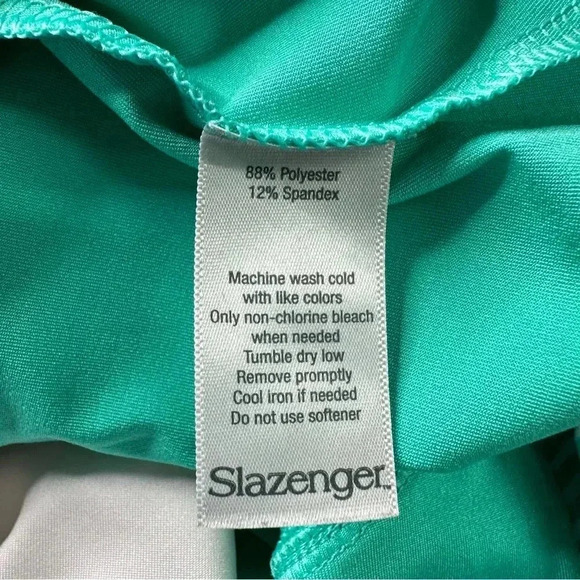 88% Polyester
12% Spandex
Machine wash cold
with like colors
Only non-chlorine bleach
when needed
Tumble dry low
Remove promptly
Cool iron if needed
Do not use softener
Slazenger